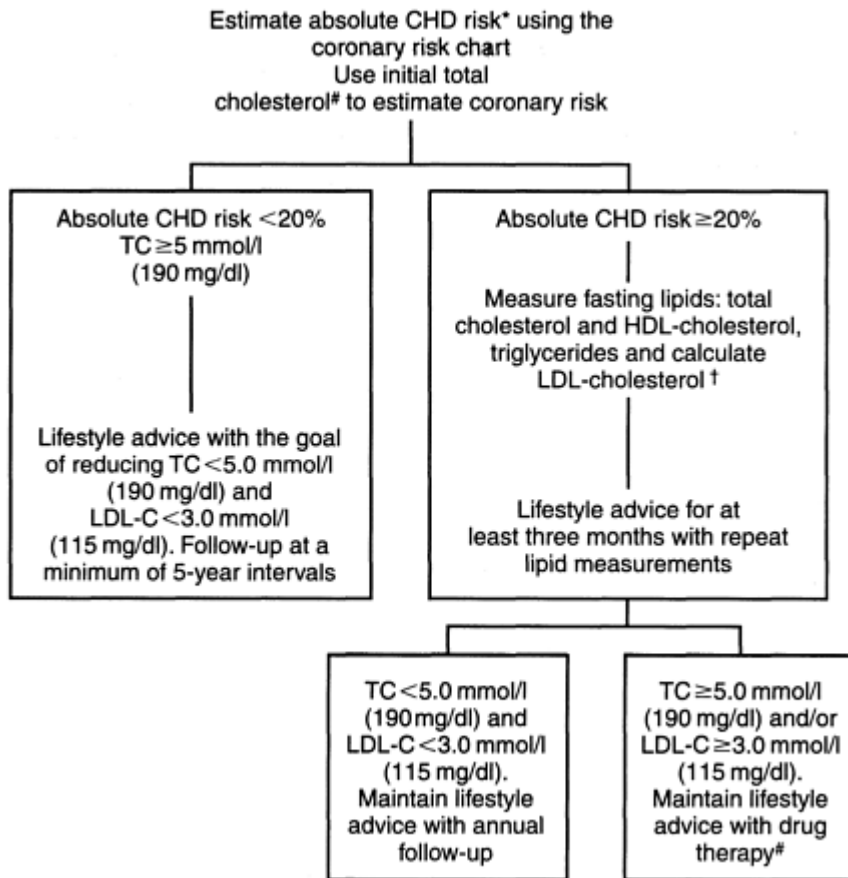 Estimate absolute CHD risk* using the
coronary risk chart
Use initial total
cholesterol# to estimate coronary risk
Absolute CHD risk <20%
TC ≥5 mmol/l
(190 mg/dl)
Lifestyle advice with the goal
of reducing TC <5.0 mmol/l
(190 mg/dl) and
LDL-C <3.0 mmol/l
(115 mg/dl). Follow-up at a
minimum of 5-year intervals
Absolute CHD risk ≥20%
Measure fasting lipids: total
cholesterol and HDL-cholesterol,
triglycerides and calculate
LDL-cholesterol †
Lifestyle advice for at
least three months with repeat
lipid measurements
TC <5.0 mmol/l
(190 mg/dl) and
LDL-C <3.0 mmol/l
(115 mg/dl).
Maintain lifestyle
advice with annual
follow-up
TC ≥5.0 mmol/l
(190 mg/dl) and/or
LDL-C ≥3.0 mmol/l
(115 mg/dl).
Maintain lifestyle
advice with drug
therapy#